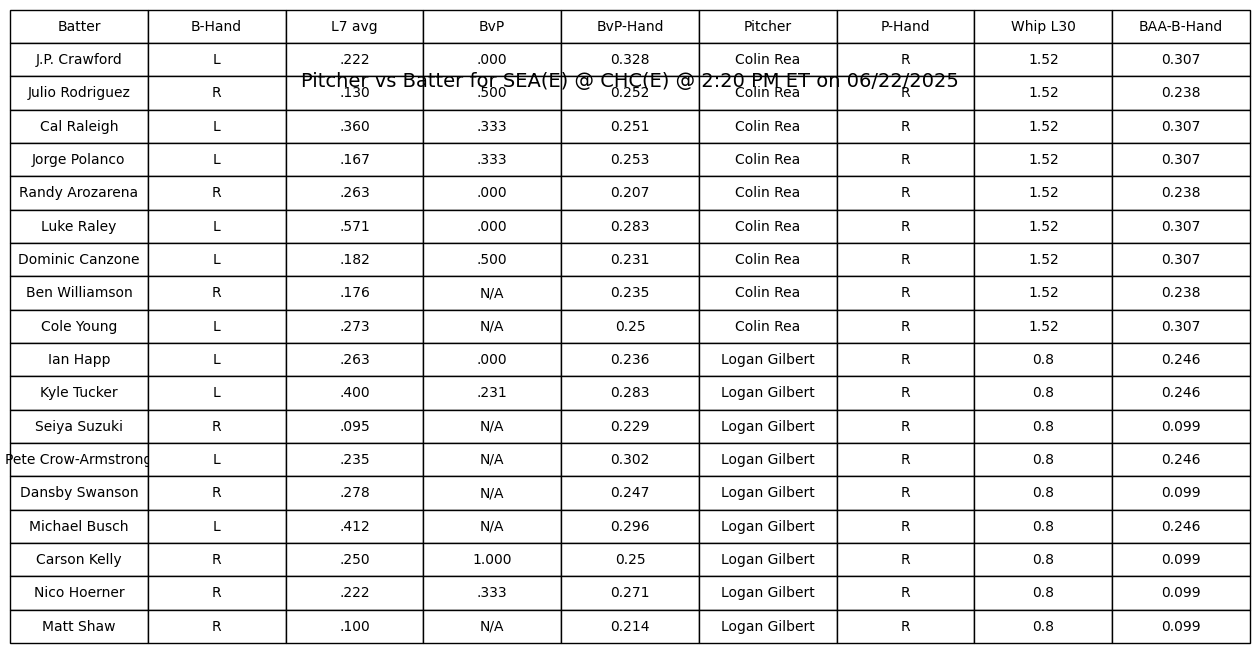 Batter B-Hand L7 avg BvP BvP-Hand Pitcher P-Hand Whip L30 BAA-B-Hand
J.P. Crawford L .222 .000 0.328 Colin Rea R 1.52 0.307
Pitcher vs Batter for SEA(E) @ CHC(E) @ 2:20 PM ET on 06/22/2025
Julio Rodriguez R .130 .500 0.252 Colin Rea R 1.52 0.238
Cal Raleigh L .360 .333 0.251 Colin Rea R 1.52 0.307
Jorge Polanco L .167 .333 0.253 Colin Rea R 1.52 0.307
Randy Arozarena R .263 .000 0.207 Colin Rea R 1.52 0.238
Luke Raley L .571 .000 0.283 Colin Rea R 1.52 0.307
Dominic Canzone L .182 .500 0.231 Colin Rea R 1.52 0.307
Ben Williamson R .176 N/A 0.235 Colin Rea R 1.52 0.238
Cole Young L .273 N/A 0.25 Colin Rea R 1.52 0.307
Ian Happ L .263 .000 0.236 Logan Gilbert R 0.8 0.246
Kyle Tucker L .400 .231 0.283 Logan Gilbert R 0.8 0.246
Seiya Suzuki R .095 N/A 0.229 Logan Gilbert R 0.8 0.099
Pete Crow-Armstrong L .235 N/A 0.302 Logan Gilbert R 0.8 0.246
Dansby Swanson R .278 N/A 0.247 Logan Gilbert R 0.8 0.099
Michael Busch L .412 N/A 0.296 Logan Gilbert R 0.8 0.246
Carson Kelly R .250 1.000 0.25 Logan Gilbert R 0.8 0.099
Nico Hoerner R .222 .333 0.271 Logan Gilbert R 0.8 0.099
Matt Shaw R .100 N/A 0.214 Logan Gilbert R 0.8 0.099